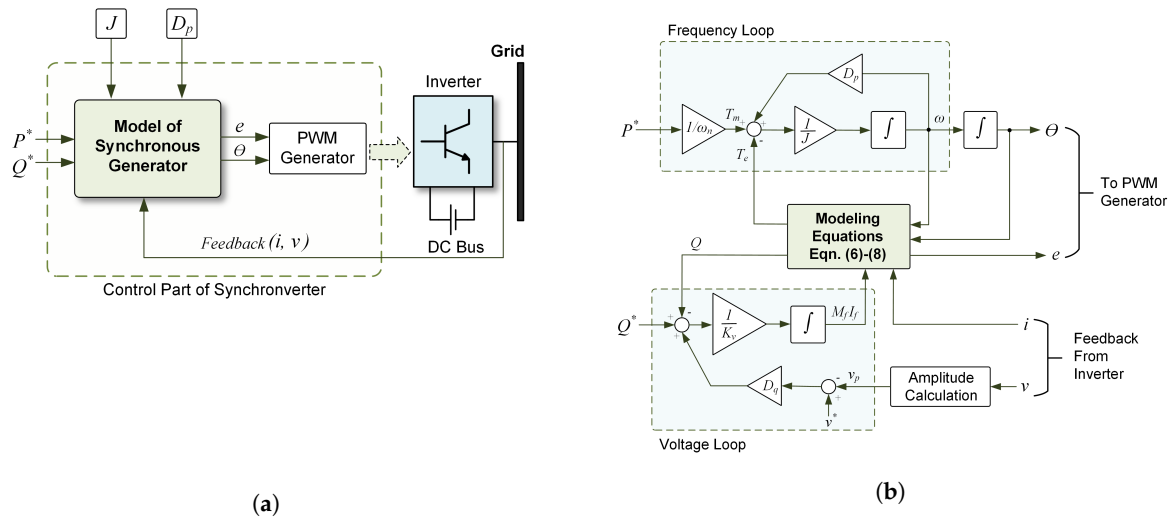 J
D_p
Grid
Inverter
P*
Q*
Model of
Synchronous
Generator
e
Θ
PWM
Generator
DC Bus
Feedback (i, v)
Control Part of Synchronverter
(a)
Frequency Loop
D_p
P*
1/ω_n
T_m
+
+
-
T_e
1/J
∫
ω
∫
Θ
To PWM
Generator
Modeling
Equations
Eqn. (6)-(8)
e
Q
Q*
+
-
+
1/K_v
∫
M_f I_f
i
Feedback
From
Inverter
D_q
-
+
v_p
v*
Amplitude
Calculation
v
Voltage Loop
(b)